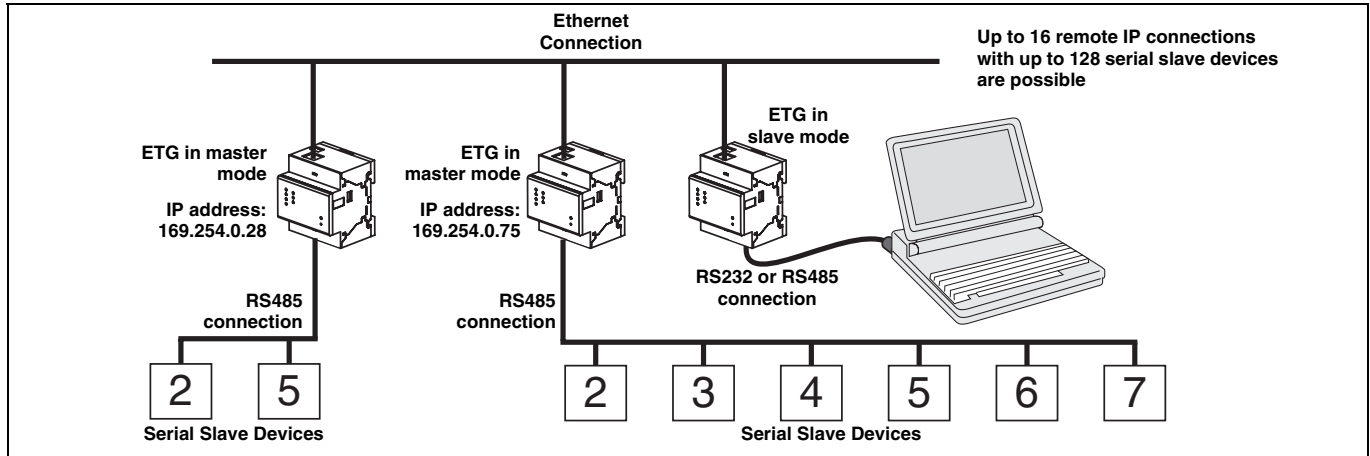 Ethernet
Connection
Up to 16 remote IP connections
with up to 128 serial slave devices
are possible
ETG in master
mode
IP address:
169.254.0.28
ETG in
master mode
IP address:
169.254.0.75
ETG in
slave mode
RS232 or RS485
connection
RS485
connection
RS485
connection
2
5
2
3
4
5
6
7
Serial Slave Devices
Serial Slave Devices